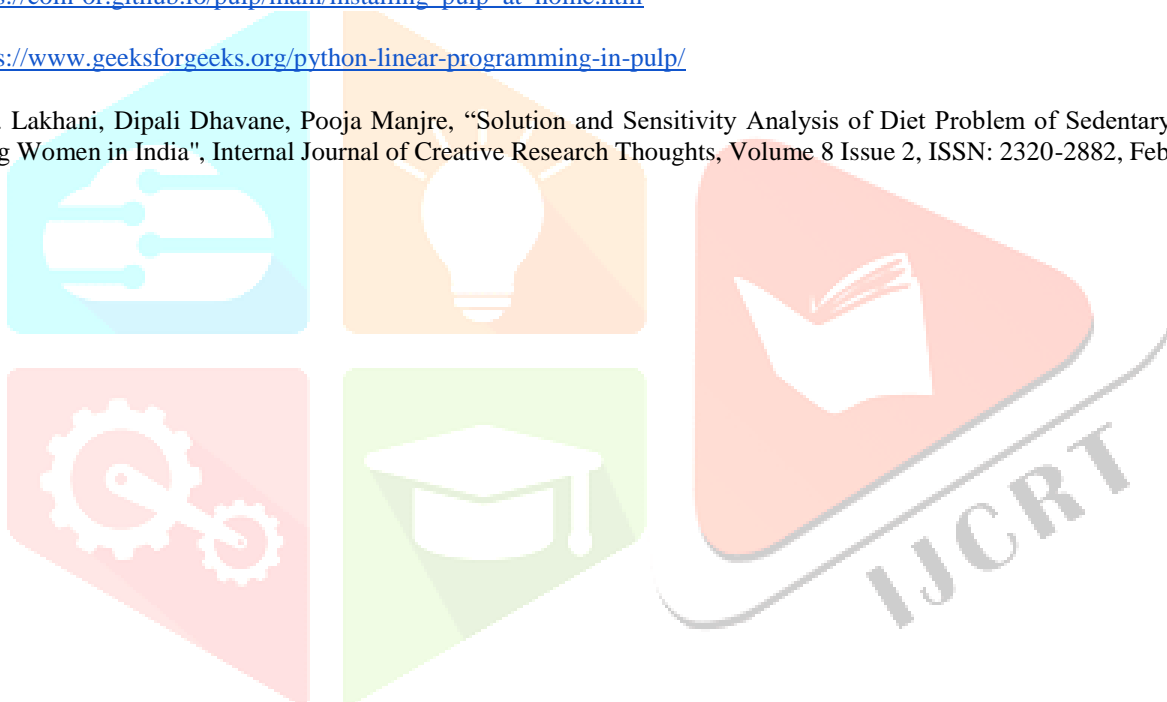 s://coin-or.github.io/pulp/main/installing_pulp_at_home.html
s://www.geeksforgeeks.org/python-linear-programming-in-pulp/
. Lakhani, Dipali Dhavane, Pooja Manjre, “Solution and Sensitivity Analysis of Diet Problem of Sedentary
g Women in India", Internal Journal of Creative Research Thoughts, Volume 8 Issue 2, ISSN: 2320-2882, Feb
IJCRT